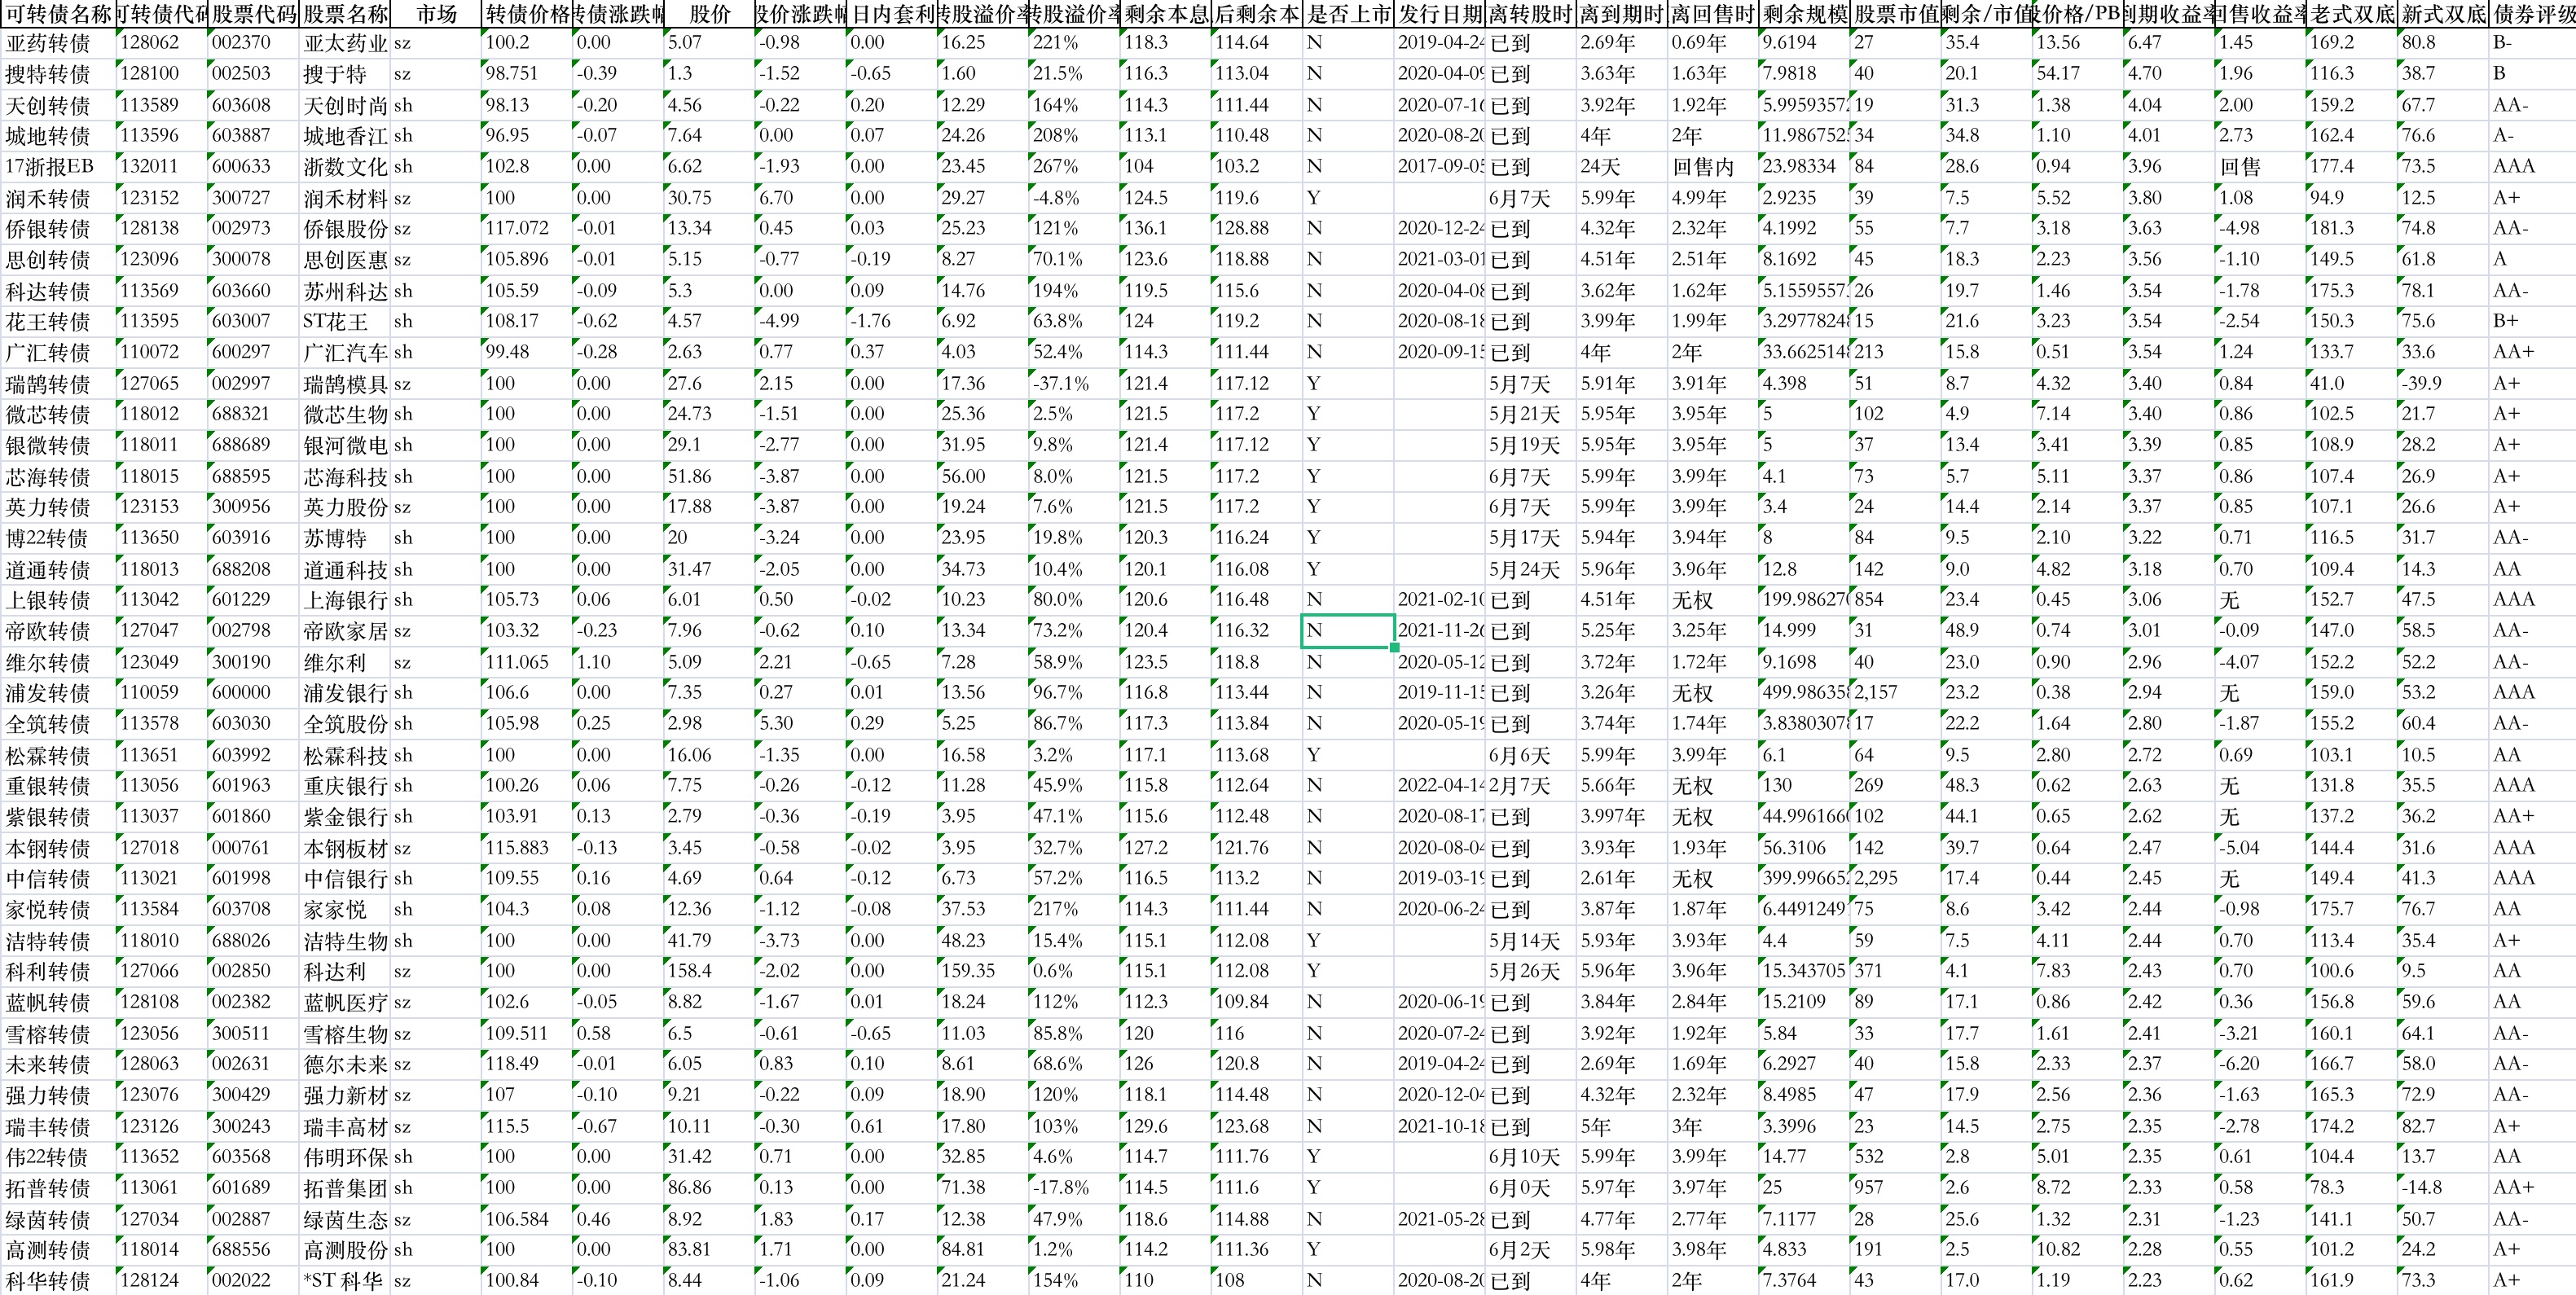 可转债名称 可转债代码 股票代码 股票名称 市场 转债价格 转债涨跌幅 股价 股价涨跌幅 日内套利 转股溢价率 剩余本息 后剩余本 是否上市 发行日期 离转股时 离到期时 离回售时 剩余规模 股票市值 剩余/市值 价格/PB 到期收益率 回售收益率 老式双底 新式双底 债券评级
亚药转债 128062 002370 亚太药业 sz 100.2 0.00 5.07 -0.98 0.00 16.25 221% 118.3 114.64 N 2019-04-24 已到 2.69年 0.69年 9.6194 27 35.4 13.56 6.47 1.45 169.2 80.8 B-
搜特转债 128100 002503 搜于特 sz 98.751 -0.39 1.3 -1.52 -0.65 1.60 21.5% 116.3 113.04 N 2020-04-09 已到 3.63年 1.63年 7.9818 40 20.1 54.17 4.70 1.96 116.3 38.7 B
天创转债 113589 603608 天创时尚 sh 98.13 -0.20 4.56 -0.22 0.20 12.29 164% 114.3 111.44 N 2020-07-16 已到 3.92年 1.92年 5.9959357 19 31.3 1.38 4.04 2.00 159.2 67.7 AA-
城地转债 113596 603887 城地香江 sh 96.95 -0.07 7.64 0.00 0.07 24.26 208% 113.1 110.48 N 2020-08-20 已到 4年 2年 11.986752 34 34.8 1.10 4.01 2.73 162.4 76.6 A-
17浙报EB 132011 600633 浙数文化 sh 102.8 0.00 6.62 -1.93 0.00 23.45 267% 104 103.2 N 2017-09-05 已到 24天 回售内 23.98334 84 28.6 0.94 3.96 回售 177.4 73.5 AAA
润禾转债 123152 300727 润禾材料 sz 100 0.00 30.75 6.70 0.00 29.27 -4.8% 124.5 119.6 Y 6月7天 5.99年 4.99年 2.9235 39 7.5 5.52 3.80 1.08 94.9 12.5 A+
侨银转债 128138 002973 侨银股份 sz 117.072 -0.01 13.34 0.45 0.03 25.23 121% 136.1 128.88 N 2020-12-24 已到 4.32年 2.32年 4.1992 55 7.7 3.18 3.63 -4.98 181.3 74.8 AA-
思创转债 123096 300078 思创医惠 sz 105.896 -0.01 5.15 -0.77 -0.19 8.27 70.1% 123.6 118.88 N 2021-03-01 已到 4.51年 2.51年 8.1692 45 18.3 2.23 3.56 -1.10 149.5 61.8 A
科达转债 113569 603660 苏州科达 sh 105.59 -0.09 5.3 0.00 0.09 14.76 194% 119.5 115.6 N 2020-04-08 已到 3.62年 1.62年 5.1559557 26 19.7 1.46 3.54 -1.78 175.3 78.1 AA-
花王转债 113595 603007 ST花王 sh 108.17 -0.62 4.57 -4.99 -1.76 6.92 63.8% 124 119.2 N 2020-08-18 已到 3.99年 1.99年 3.2977824 15 21.6 3.23 3.54 -2.54 150.3 75.6 B+
广汇转债 110072 600297 广汇汽车 sh 99.48 -0.28 2.63 0.77 0.37 4.03 52.4% 114.3 111.44 N 2020-09-15 已到 4年 2年 33.662514 213 15.8 0.51 3.54 1.24 133.7 33.6 AA+
瑞鹄转债 127065 002997 瑞鹄模具 sz 100 0.00 27.6 2.15 0.00 17.36 -37.1% 121.4 117.12 Y 5月7天 5.91年 3.91年 4.398 51 8.7 4.32 3.40 0.84 41.0 -39.9 A+
微芯转债 118012 688321 微芯生物 sh 100 0.00 24.73 -1.51 0.00 25.36 2.5% 121.5 117.2 Y 5月21天 5.95年 3.95年 5 102 4.9 7.14 3.40 0.86 102.5 21.7 A+
银微转债 118011 688689 银河微电 sh 100 0.00 29.1 -2.77 0.00 31.95 9.8% 121.4 117.12 Y 5月19天 5.95年 3.95年 5 37 13.4 3.41 3.39 0.85 108.9 28.2 A+
芯海转债 118015 688595 芯海科技 sh 100 0.00 51.86 -3.87 0.00 56.00 8.0% 121.5 117.2 Y 6月7天 5.99年 3.99年 4.1 73 5.7 5.11 3.37 0.86 107.4 26.9 A+
英力转债 123153 300956 英力股份 sz 100 0.00 17.88 -3.87 0.00 19.24 7.6% 121.5 117.2 Y 6月7天 5.99年 3.99年 3.4 24 14.4 2.14 3.37 0.85 107.1 26.6 A+
博22转债 113650 603916 苏博特 sh 100 0.00 20 -3.24 0.00 23.95 19.8% 120.3 116.24 Y 5月17天 5.94年 3.94年 8 84 9.5 2.10 3.22 0.71 116.5 31.7 AA-
道通转债 118013 688208 道通科技 sh 100 0.00 31.47 -2.05 0.00 34.73 10.4% 120.1 116.08 Y 5月24天 5.96年 3.96年 12.8 142 9.0 4.82 3.18 0.70 109.4 14.3 AA
上银转债 113042 601229 上海银行 sh 105.73 0.06 6.01 0.50 -0.02 10.23 80.0% 120.6 116.48 N 2021-02-10 已到 4.51年 无权 199.98627 854 23.4 0.45 3.06 无 152.7 47.5 AAA
帝欧转债 127047 002798 帝欧家居 sz 103.32 -0.23 7.96 -0.62 0.10 13.34 73.2% 120.4 116.32 N 2021-11-26 已到 5.25年 3.25年 14.999 31 48.9 0.74 3.01 -0.09 147.0 58.5 AA-
维尔转债 123049 300190 维尔利 sz 111.065 1.10 5.09 2.21 -0.65 7.28 58.9% 123.5 118.8 N 2020-05-12 已到 3.72年 1.72年 9.1698 40 23.0 0.90 2.96 -4.07 152.2 52.2 AA-
浦发转债 110059 600000 浦发银行 sh 106.6 0.00 7.35 0.27 0.01 13.56 96.7% 116.8 113.44 N 2019-11-15 已到 3.26年 无权 499.98635 2,157 23.2 0.38 2.94 无 159.0 53.2 AAA
全筑转债 113578 603030 全筑股份 sh 105.98 0.25 2.98 5.30 0.29 5.25 86.7% 117.3 113.84 N 2020-05-19 已到 3.74年 1.74年 3.8380307 17 22.2 1.64 2.80 -1.87 155.2 60.4 AA-
松霖转债 113651 603992 松霖科技 sh 100 0.00 16.06 -1.35 0.00 16.58 3.2% 117.1 113.68 Y 6月6天 5.99年 3.99年 6.1 64 9.5 2.80 2.72 0.69 103.1 10.5 AA
重银转债 113056 601963 重庆银行 sh 100.26 0.06 7.75 -0.26 -0.12 11.28 45.9% 115.8 112.64 N 2022-04-14 2月7天 5.66年 无权 130 269 48.3 0.62 2.63 无 131.8 35.5 AAA
紫银转债 113037 601860 紫金银行 sh 103.91 0.13 2.79 -0.36 -0.19 3.95 47.1% 115.6 112.48 N 2020-08-17 已到 3.997年 无权 44.996166 102 44.1 0.65 2.62 无 137.2 36.2 AA+
本钢转债 127018 000761 本钢板材 sz 115.883 -0.13 3.45 -0.58 -0.02 3.95 32.7% 127.2 121.76 N 2020-08-04 已到 3.93年 1.93年 56.3106 142 39.7 0.64 2.47 -5.04 144.4 31.6 AAA
中信转债 113021 601998 中信银行 sh 109.55 0.16 4.69 0.64 -0.12 6.73 57.2% 116.5 113.2 N 2019-03-19 已到 2.61年 无权 399.99665 2,295 17.4 0.44 2.45 无 149.4 41.3 AAA
家悦转债 113584 603708 家家悦 sh 104.3 0.08 12.36 -1.12 -0.08 37.53 217% 114.3 111.44 N 2020-06-24 已到 3.87年 1.87年 6.4491249 75 8.6 3.42 2.44 -0.98 175.7 76.7 AA
洁特转债 118010 688026 洁特生物 sh 100 0.00 41.79 -3.73 0.00 48.23 15.4% 115.1 112.08 Y 5月14天 5.93年 3.93年 4.4 59 7.5 4.11 2.44 0.70 113.4 35.4 A+
科利转债 127066 002850 科达利 sz 100 0.00 158.4 -2.02 0.00 159.35 0.6% 115.1 112.08 Y 5月26天 5.96年 3.96年 15.343705 371 4.1 7.83 2.43 0.70 100.6 9.5 AA
蓝帆转债 128108 002382 蓝帆医疗 sz 102.6 -0.05 8.82 -1.67 0.01 18.24 112% 112.3 109.84 N 2020-06-19 已到 3.84年 2.84年 15.2109 89 17.1 0.86 2.42 0.36 156.8 59.6 AA
雪榕转债 123056 300511 雪榕生物 sz 109.511 0.58 6.5 -0.61 -0.65 11.03 85.8% 120 116 N 2020-07-24 已到 3.92年 1.92年 5.84 33 17.7 1.61 2.41 -3.21 160.1 64.1 AA-
未来转债 128063 002631 德尔未来 sz 118.49 -0.01 6.05 0.83 0.10 8.61 68.6% 126 120.8 N 2019-04-24 已到 2.69年 1.69年 6.2927 40 15.8 2.33 2.37 -6.20 166.7 58.0 AA-
强力转债 123076 300429 强力新材 sz 107 -0.10 9.21 -0.22 0.09 18.90 120% 118.1 114.48 N 2020-12-04 已到 4.32年 2.32年 8.4985 47 17.9 2.56 2.36 -1.63 165.3 72.9 AA-
瑞丰转债 123126 300243 瑞丰高材 sz 115.5 -0.67 10.11 -0.30 0.61 17.80 103% 129.6 123.68 N 2021-10-18 已到 5年 3年 3.3996 23 14.5 2.75 2.35 -2.78 174.2 82.7 A+
伟22转债 113652 603568 伟明环保 sh 100 0.00 31.42 0.71 0.00 32.85 4.6% 114.7 111.76 Y 6月10天 5.99年 3.99年 14.77 532 2.8 5.01 2.35 0.61 104.4 13.7 AA
拓普转债 113061 601689 拓普集团 sh 100 0.00 86.86 0.13 0.00 71.38 -17.8% 114.5 111.6 Y 6月0天 5.97年 3.97年 25 957 2.6 8.72 2.33 0.58 78.3 -14.8 AA+
绿茵转债 127034 002887 绿茵生态 sz 106.584 0.46 8.92 1.83 0.17 12.38 47.9% 118.6 114.88 N 2021-05-28 已到 4.77年 2.77年 7.1177 28 25.6 1.32 2.31 -1.23 141.1 50.7 AA-
高测转债 118014 688556 高测股份 sh 100 0.00 83.81 1.71 0.00 84.81 1.2% 114.2 111.36 Y 6月2天 5.98年 3.98年 4.833 191 2.5 10.82 2.28 0.55 101.2 24.2 A+
科华转债 128124 002022 *ST科华 sz 100.84 -0.10 8.44 -1.06 0.09 21.24 154% 110 108 N 2020-08-20 已到 4年 2年 7.3764 43 17.0 1.19 2.23 0.62 161.9 73.3 A+